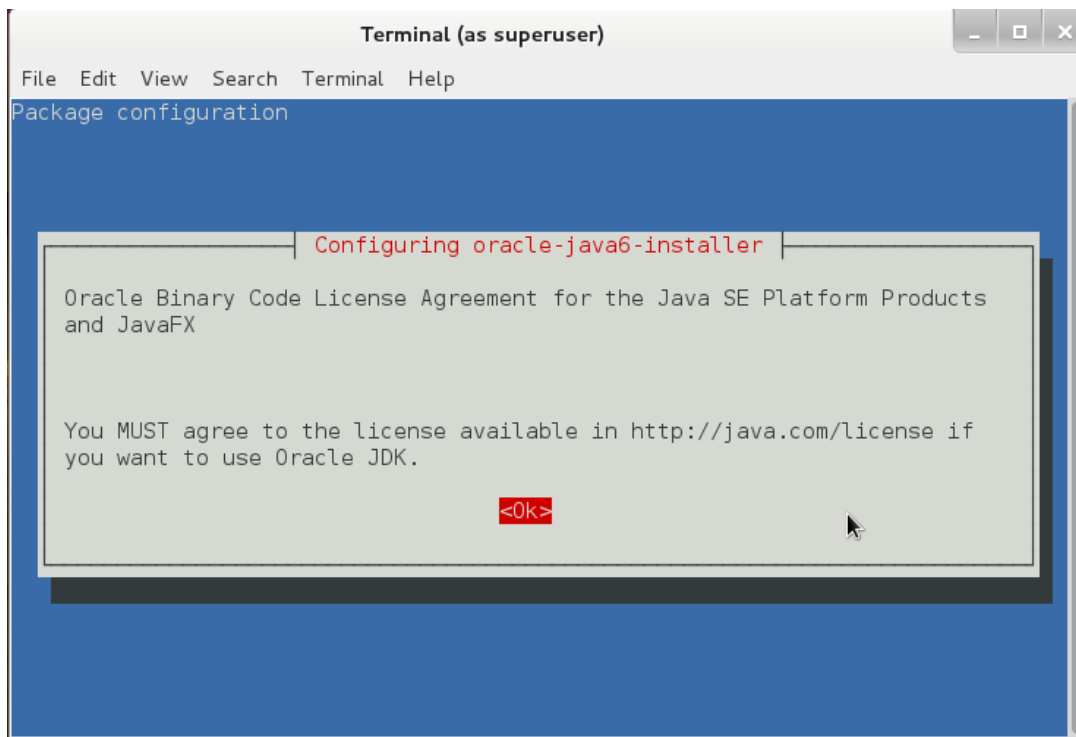 Terminal (as superuser)
File Edit View Search Terminal Help
Package configuration
Configuring oracle-java6-installer
Oracle Binary Code License Agreement for the Java SE Platform Products
and JavaFX
You MUST agree to the license available in http://java.com/license if
you want to use Oracle JDK.
<Ok>